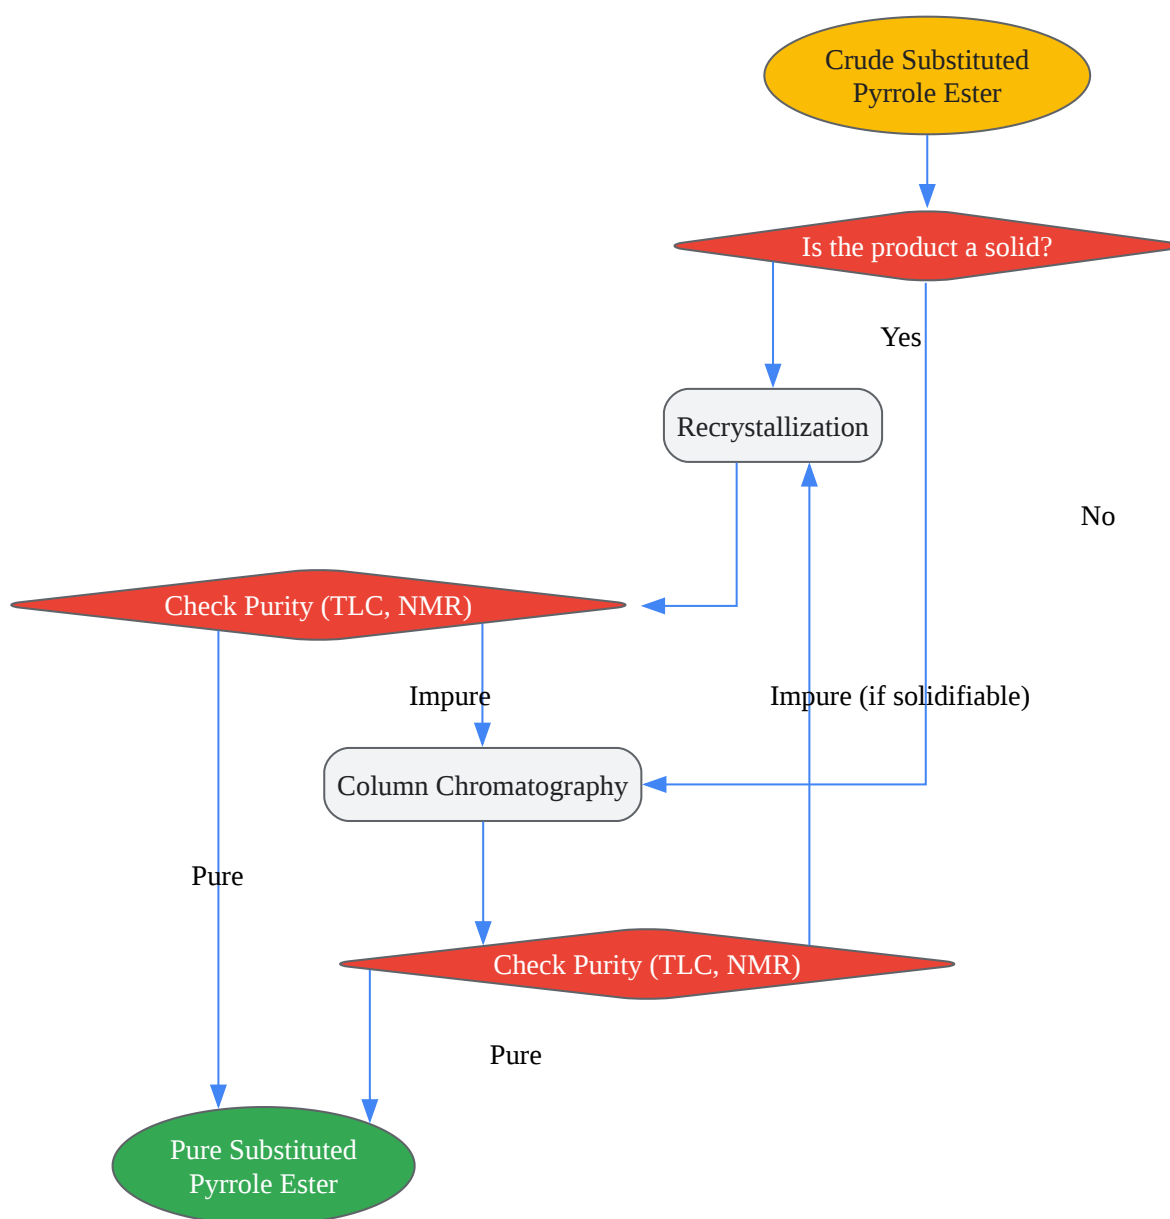 Crude Substituted
Pyrrole Ester
Is the product a solid?
Yes
Recrystallization
No
Check Purity (TLC, NMR)
Impure
Impure (if solidifiable)
Column Chromatography
Pure
Check Purity (TLC, NMR)
Pure
Pure Substituted
Pyrrole Ester